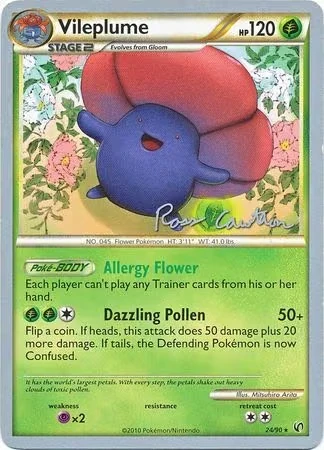 Vileplume
HP 120
STAGE 2
Evolves from Gloom
Ross Cawthon
NO. 045 Flower Pokémon HT: 3'11" WT: 41.0 lbs.
Poké-BODY Allergy Flower
Each player can't play any Trainer cards from his or her
hand.
Dazzling Pollen 50+
Flip a coin. If heads, this attack does 50 damage plus 20
more damage. If tails, the Defending Pokémon is now
Confused.
It has the world's largest petals. With every step, the petals shake out heavy
clouds of toxic pollen.
Illus. Mitsuhiro Arita
weakness resistance retreat cost
×2
©2010 Pokémon/Nintendo
24/90 ★